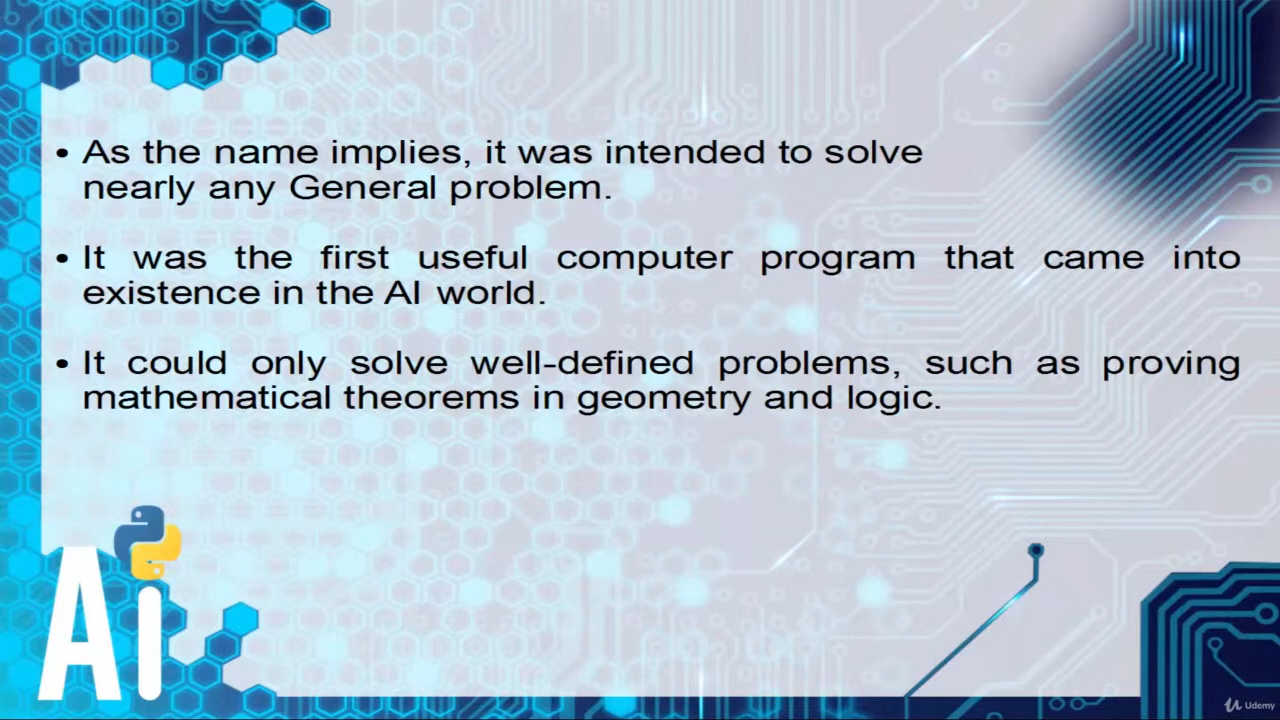 • As the name implies, it was intended to solve
nearly any General problem.
• It was the first useful computer program that came into
existence in the AI world.
• It could only solve well-defined problems, such as proving
mathematical theorems in geometry and logic.
Ai
Udemy